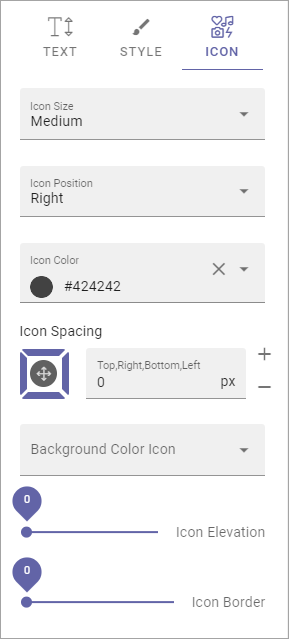 TEXT STYLE ICON
Icon Size
Medium
Icon Position
Right
Icon Color
#424242
Icon Spacing
Top,Right,Bottom,Left
0 px
Background Color Icon
0
Icon Elevation
0
Icon Border